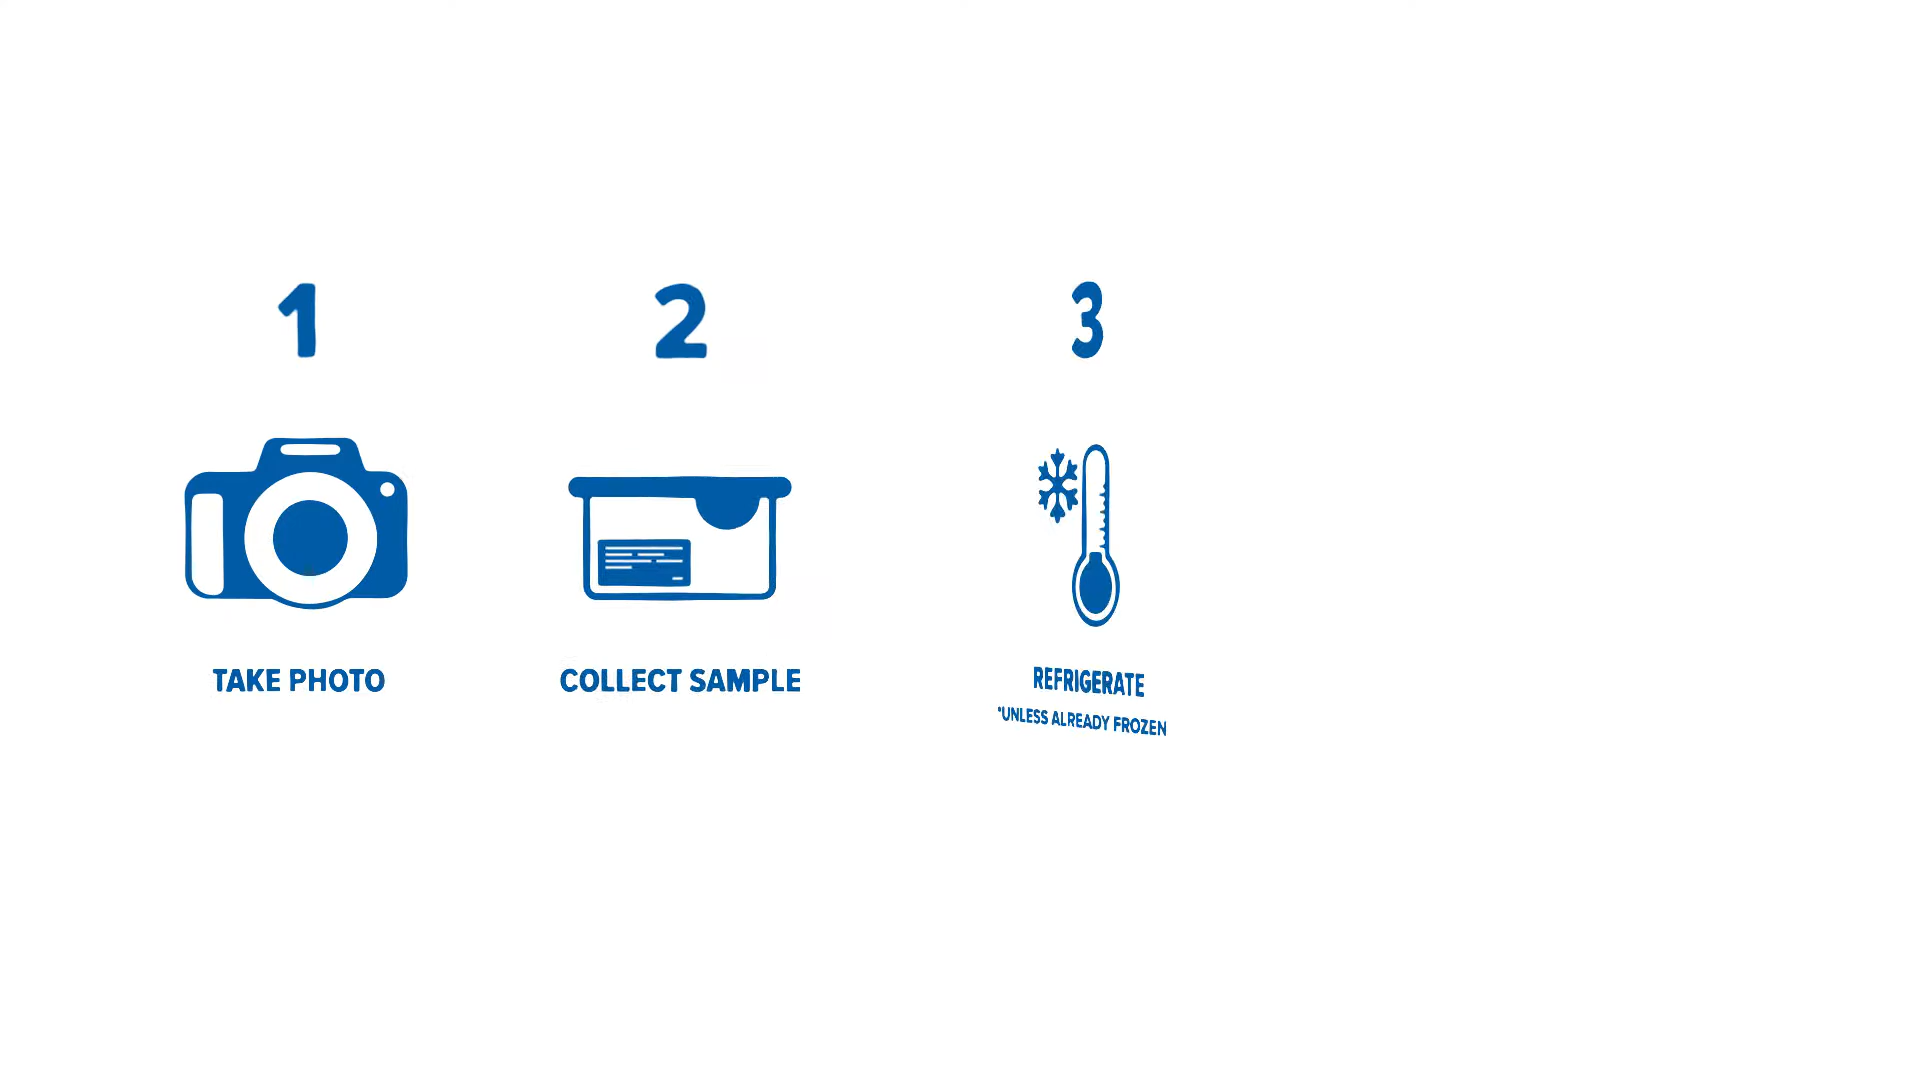 1
2
3
TAKE PHOTO
COLLECT SAMPLE
REFRIGERATE
*UNLESS ALREADY FROZEN